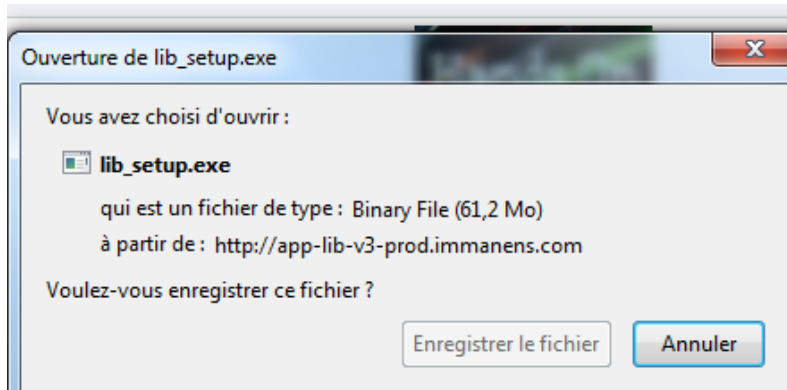 Ouverture de lib_setup.exe
Vous avez choisi d'ouvrir :
lib_setup.exe
qui est un fichier de type : Binary File (61,2 Mo)
à partir de : http://app-lib-v3-prod.immanens.com
Voulez-vous enregistrer ce fichier ?
Enregistrer le fichier Annuler